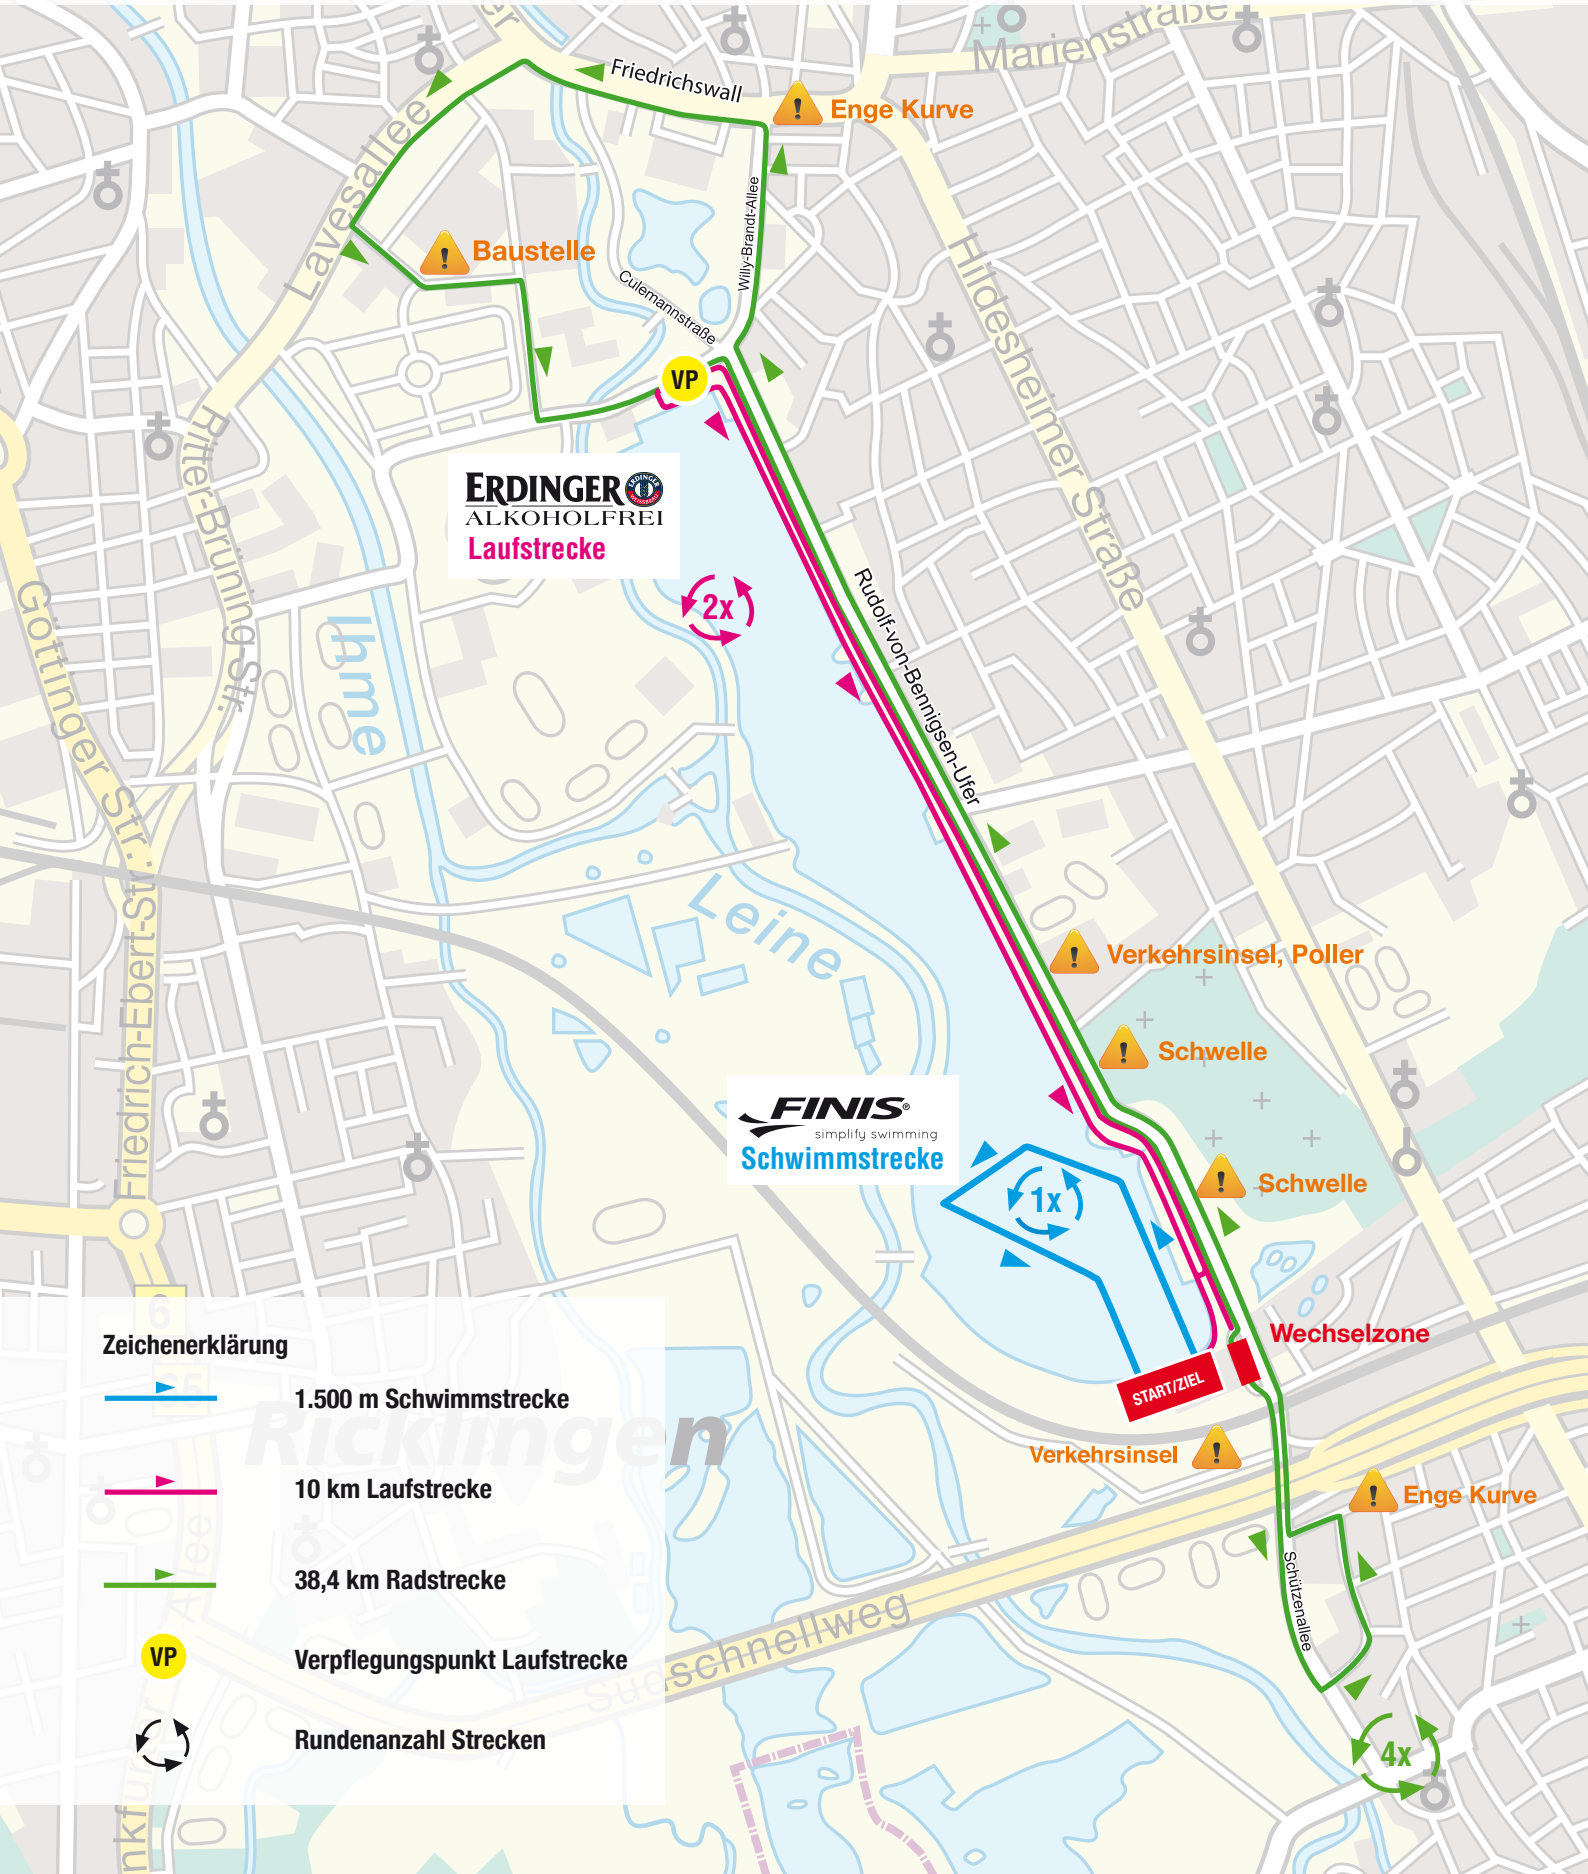 Marienstraße
Friedrichswall
Enge Kurve
Lavesallee
Willy-Brandt-Allee
Baustelle
Culemannstraße
Hildesheimer Straße
VP
Ritter-Brüning-Str.
ERDINGER
ALKOHOLFREI
Laufstrecke
2x
Rudolf-von-Bennigsen-Ufer
Göttinger Str.
Ihme
Leine
Friedrich-Ebert-Str.
Verkehrsinsel, Poller
Schwelle
FINIS®
simplify swimming
Schwimmstrecke
1x
Schwelle
6
65
Wechselzone
START/ZIEL
Verkehrsinsel
Enge Kurve
Schützenallee
Ricklingen
Südschnellweg
4x
Zeichenerklärung
1.500 m Schwimmstrecke
10 km Laufstrecke
38,4 km Radstrecke
VP
Verpflegungspunkt Laufstrecke
Rundenanzahl Strecken